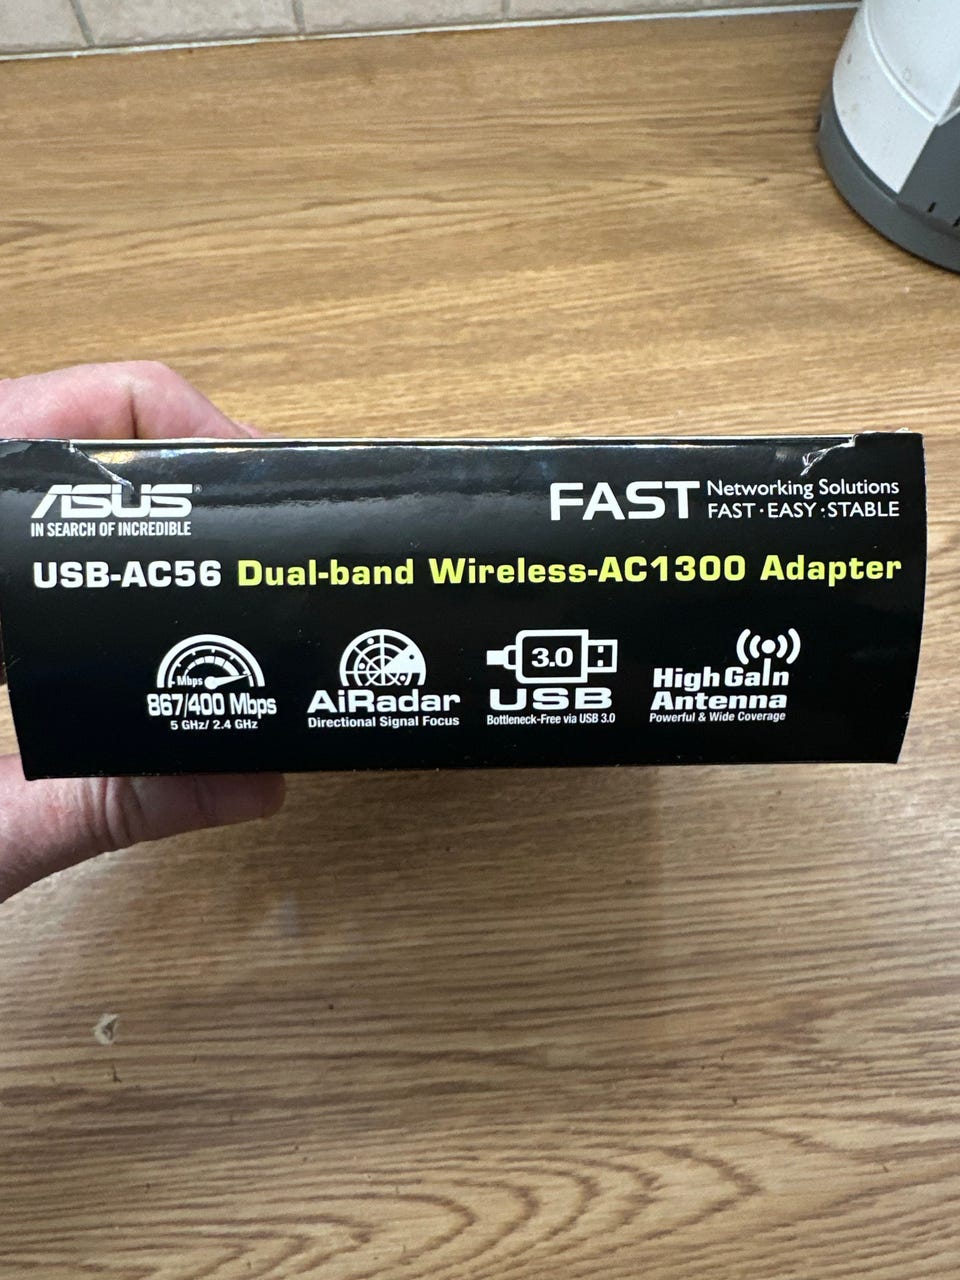 ASUS®
IN SEARCH OF INCREDIBLE
FAST Networking Solutions
FAST · EASY · STABLE
USB-AC56 Dual-band Wireless-AC1300 Adapter
Mbps
867/400 Mbps
5 GHz/ 2.4 GHz
AiRadar
Directional Signal Focus
3.0
USB
Bottleneck-Free via USB 3.0
High Gain
Antenna
Powerful & Wide Coverage